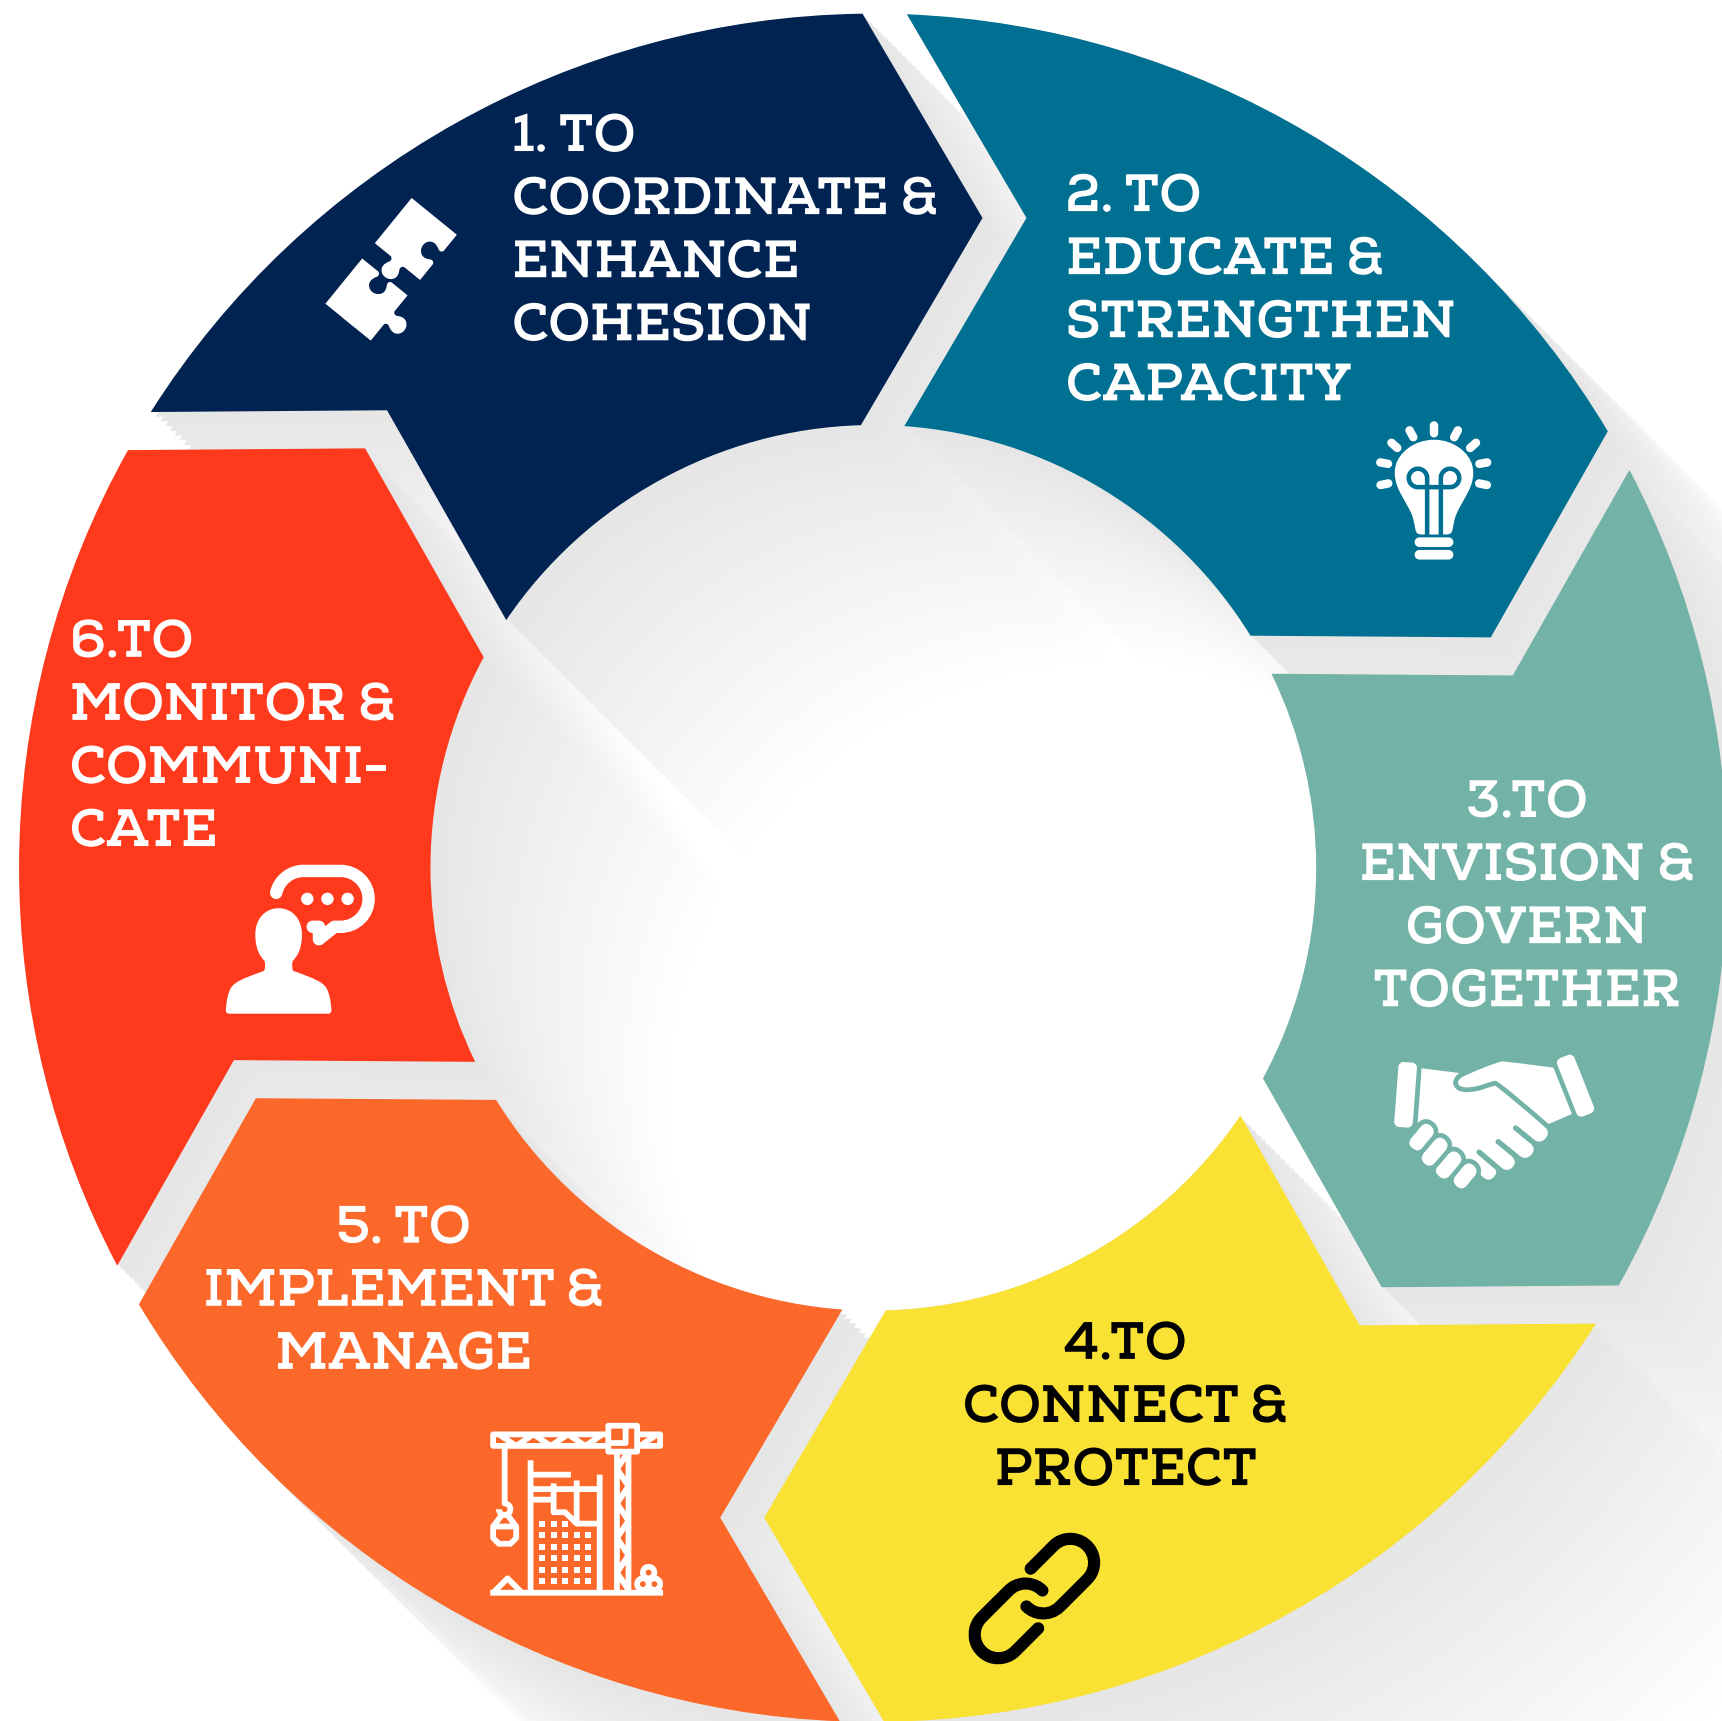 1. TO
COORDINATE &
ENHANCE
COHESION
2. TO
EDUCATE &
STRENGTHEN
CAPACITY
3.TO
ENVISION &
GOVERN
TOGETHER
4.TO
CONNECT &
PROTECT
5. TO
IMPLEMENT &
MANAGE
6.TO
MONITOR &
COMMUNI-
CATE